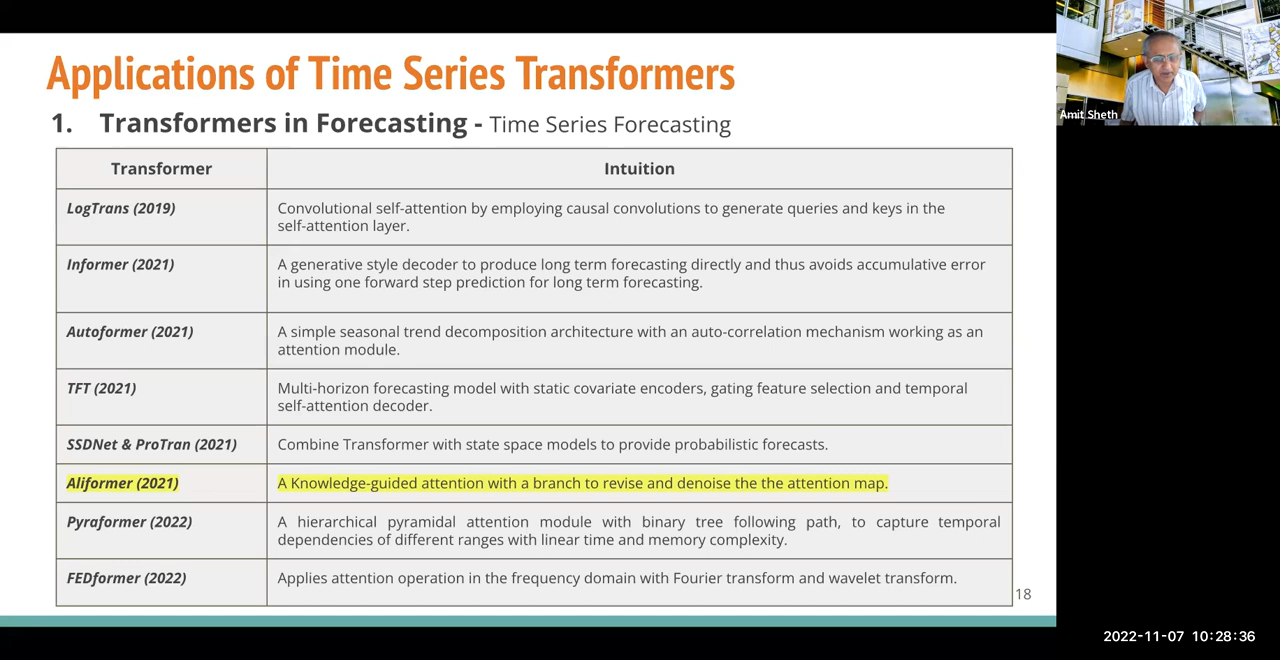 Applications of Time Series Transformers
1. Transformers in Forecasting - Time Series Forecasting
Transformer
Intuition
LogTrans (2019)
Convolutional self-attention by employing causal convolutions to generate queries and keys in the
self-attention layer.
Informer (2021)
A generative style decoder to produce long term forecasting directly and thus avoids accumulative error
in using one forward step prediction for long term forecasting.
Autoformer (2021)
A simple seasonal trend decomposition architecture with an auto-correlation mechanism working as an
attention module.
TFT (2021)
Multi-horizon forecasting model with static covariate encoders, gating feature selection and temporal
self-attention decoder.
SSDNet & ProTran (2021)
Combine Transformer with state space models to provide probabilistic forecasts.
Aliformer (2021)
A Knowledge-guided attention with a branch to revise and denoise the the attention map.
Pyraformer (2022)
A hierarchical pyramidal attention module with binary tree following path, to capture temporal
dependencies of different ranges with linear time and memory complexity.
FEDformer (2022)
Applies attention operation in the frequency domain with Fourier transform and wavelet transform.
18
Amit Sheth
2022-11-07 10:28:36